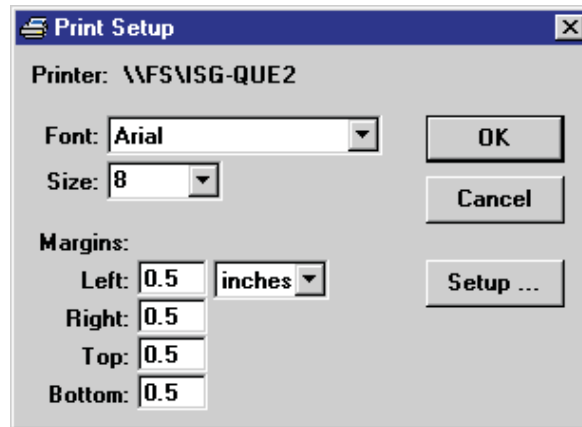 Print Setup
Printer: \\FS\ISG-QUE2
Font: Arial
OK
Size: 8
Cancel
Margins:
Left: 0.5 inches
Setup ...
Right: 0.5
Top: 0.5
Bottom: 0.5